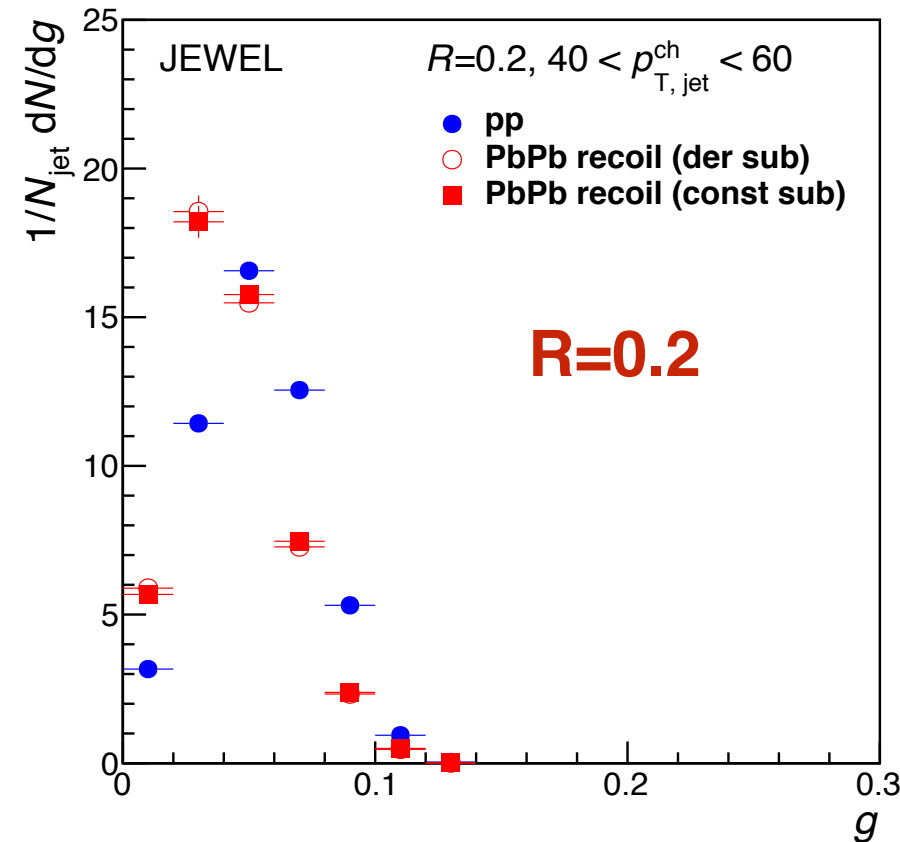 JEWEL
R=0.2, 40 < p^ch_T, jet < 60
pp
PbPb recoil (der sub)
PbPb recoil (const sub)
R=0.2
1/N_jet dN/dg
25
20
15
10
5
0
0 0.1 0.2 0.3
g